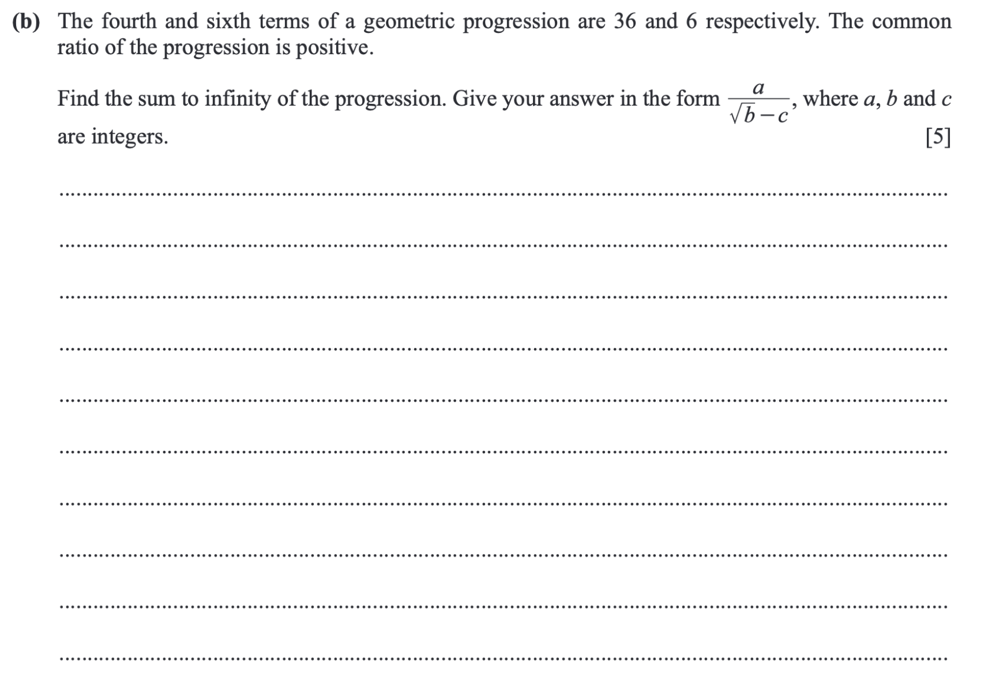 (b) The fourth and sixth terms of a geometric progression are 36 and 6 respectively. The common
ratio of the progression is positive.
Find the sum to infinity of the progression. Give your answer in the form a/(√b − c), where a, b and c
are integers. [5]